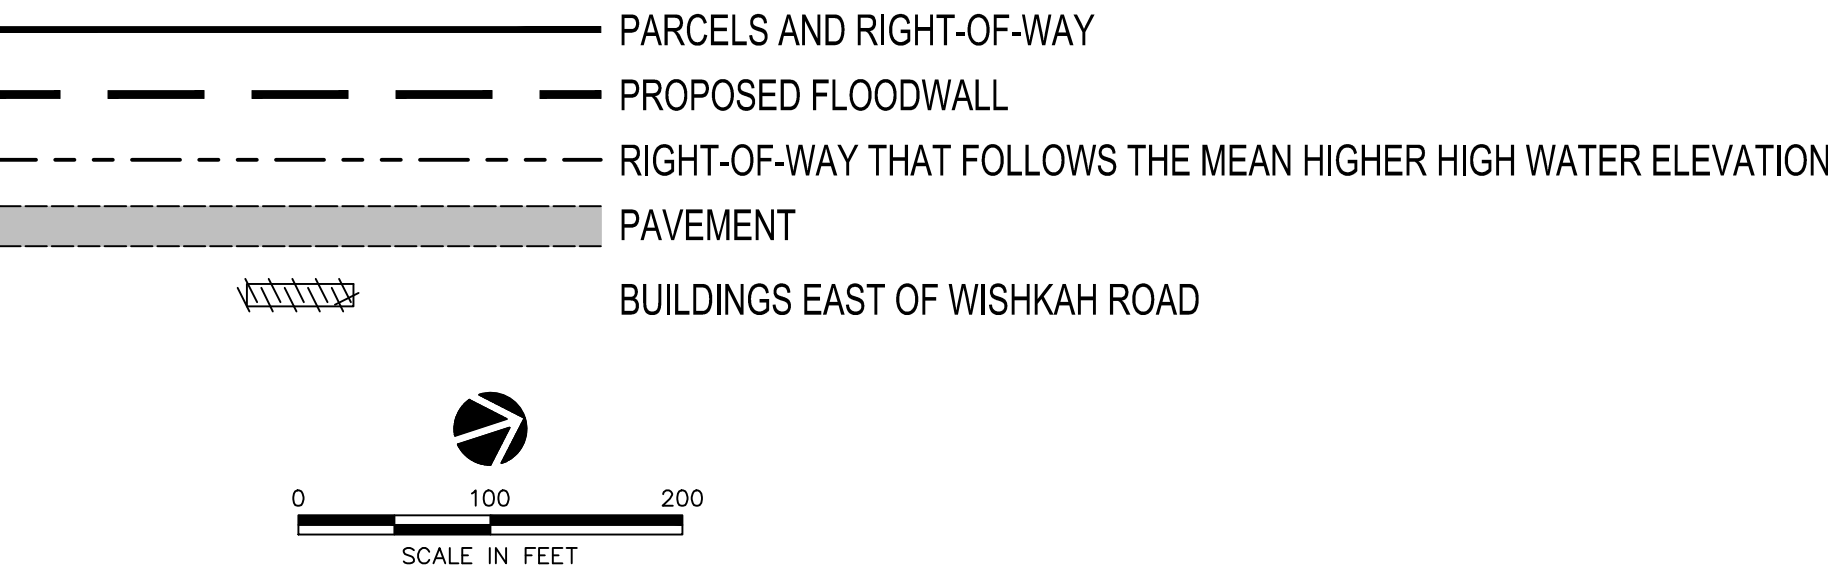 PARCELS AND RIGHT-OF-WAY
PROPOSED FLOODWALL
RIGHT-OF-WAY THAT FOLLOWS THE MEAN HIGHER HIGH WATER ELEVATION
PAVEMENT
BUILDINGS EAST OF WISHKAH ROAD
0 100 200
SCALE IN FEET